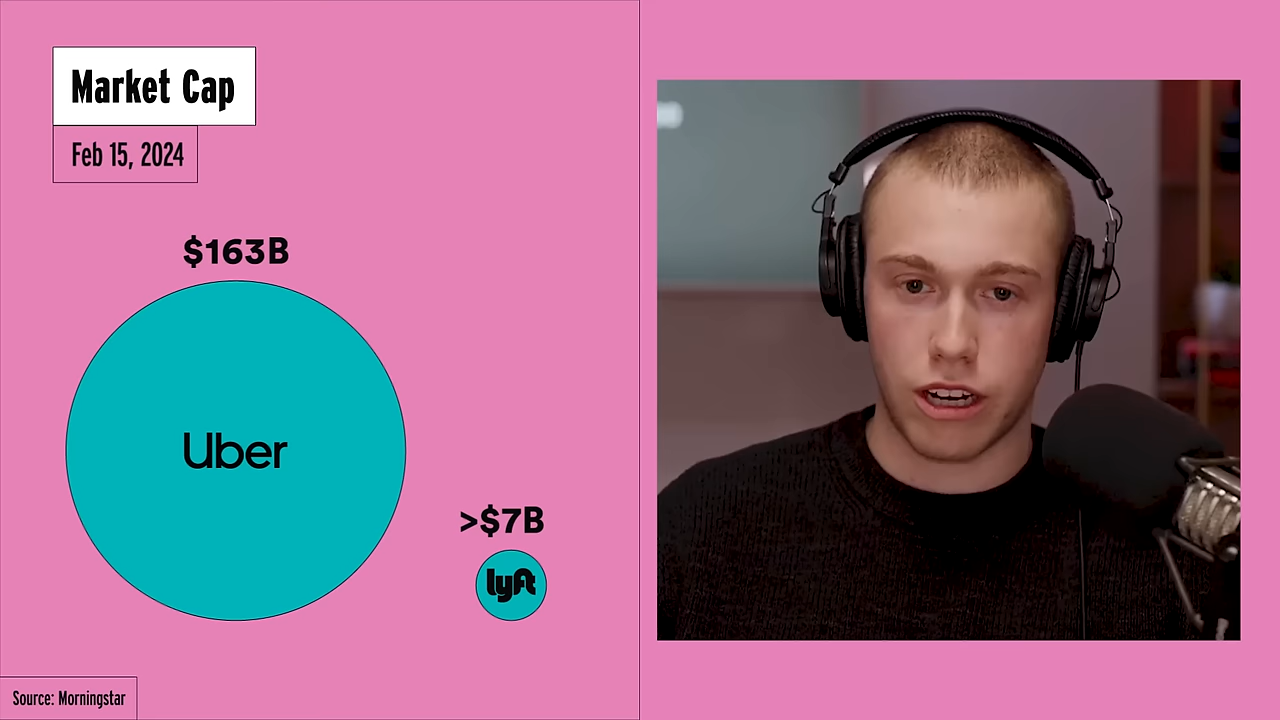 Market Cap
Feb 15, 2024
$163B
Uber
>$7B
lyft
Source: Morningstar